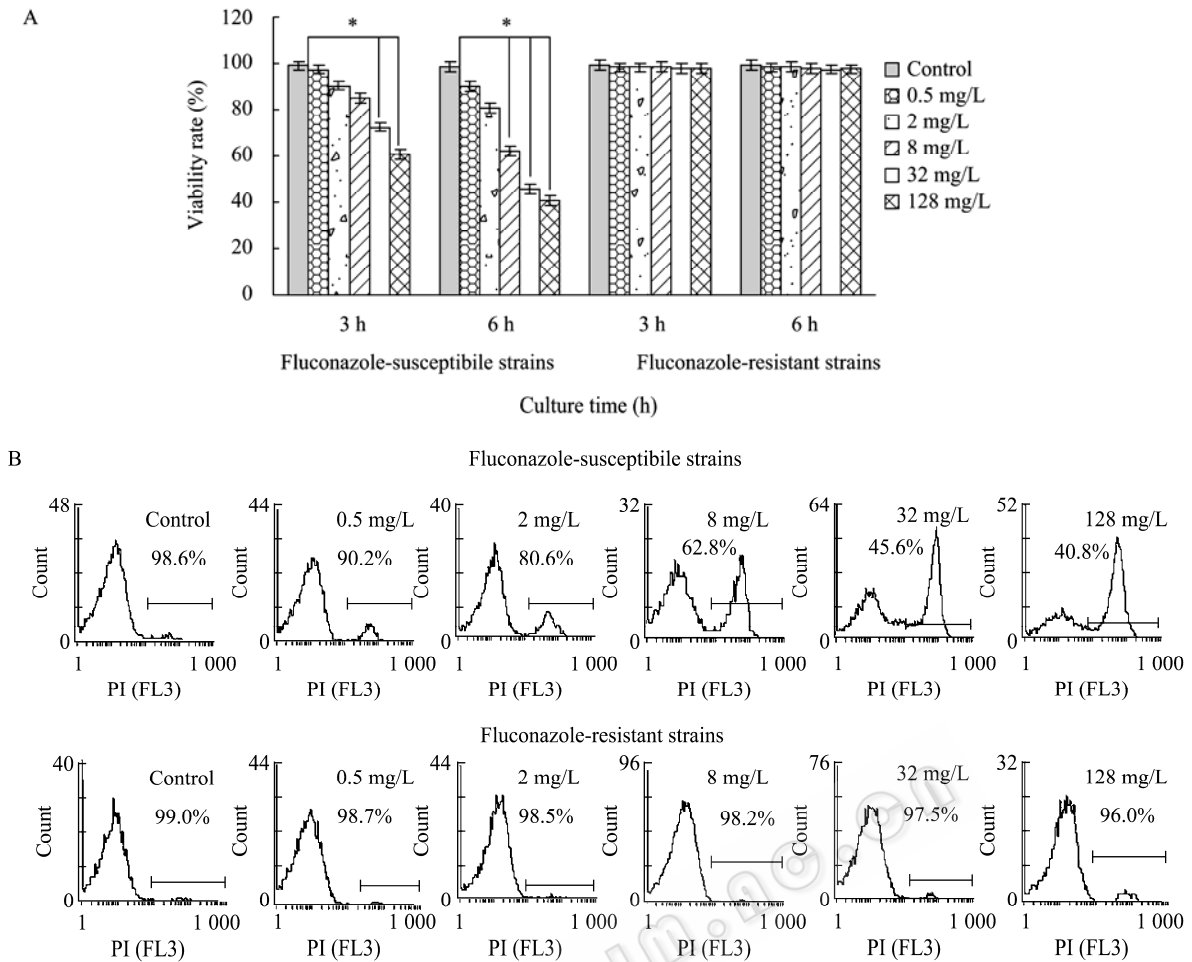 A
120
100
80
60
40
20
0
Viability rate (%)
* *
Control
0.5 mg/L
2 mg/L
8 mg/L
32 mg/L
128 mg/L
3 h 6 h 3 h 6 h
Fluconazole-susceptibile strains Fluconazole-resistant strains
Culture time (h)
B
Fluconazole-susceptibile strains
48 44 40 32 64 52
Control 0.5 mg/L 2 mg/L 8 mg/L 32 mg/L 128 mg/L
98.6% 90.2% 80.6% 62.8% 45.6% 40.8%
Count Count Count Count Count Count
0 0 0 0 0 0
1 1 000 1 1 000 1 1 000 1 1 000 1 1 000 1 1 000
PI (FL3) PI (FL3) PI (FL3) PI (FL3) PI (FL3) PI (FL3)
Fluconazole-resistant strains
40 44 44 96 76 32
Control 0.5 mg/L 2 mg/L 8 mg/L 32 mg/L 128 mg/L
99.0% 98.7% 98.5% 98.2% 97.5% 96.0%
Count Count Count Count Count Count
0 0 0 0 0 0
1 1 000 1 1 000 1 1 000 1 1 000 1 1 000 1 1 000
PI (FL3) PI (FL3) PI (FL3) PI (FL3) PI (FL3) PI (FL3)